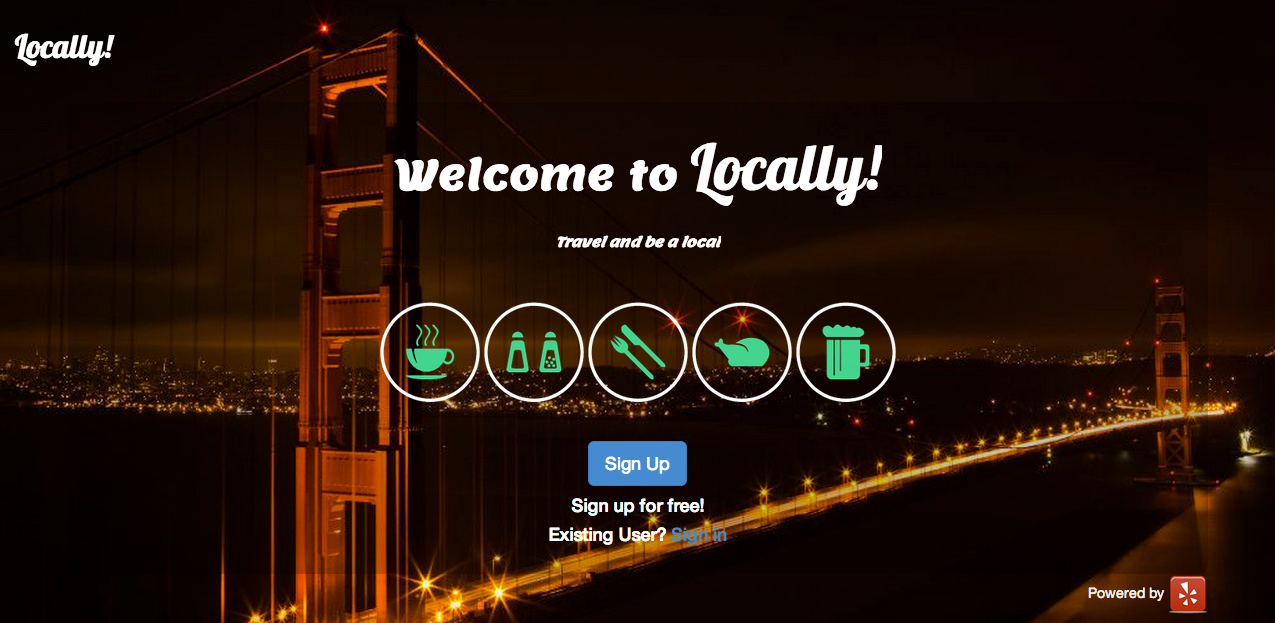 Locally!
Welcome to Locally!
Travel and be a local
Sign Up
Sign up for free!
Existing User? Sign in
Powered by